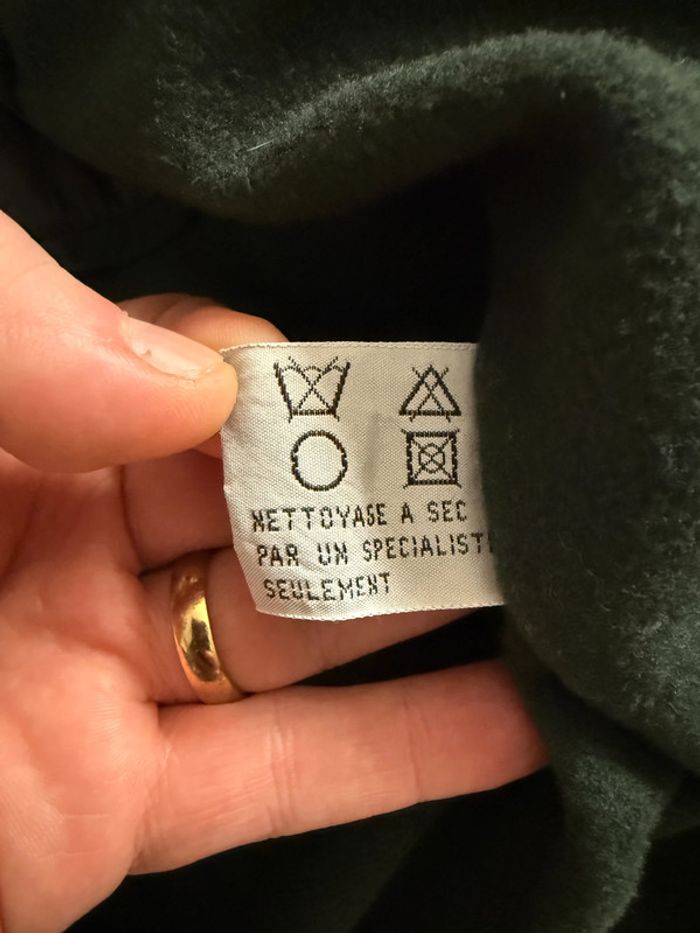 NETTOYAGE A SEC
PAR UN SPECIALISTE
SEULEMENT